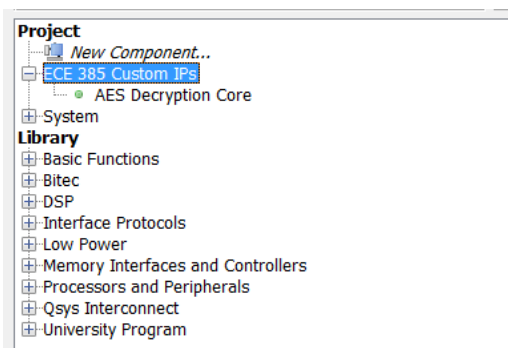 Project
New Component...
ECE 385 Custom IPs
AES Decryption Core
System
Library
Basic Functions
Bitec
DSP
Interface Protocols
Low Power
Memory Interfaces and Controllers
Processors and Peripherals
Qsys Interconnect
University Program